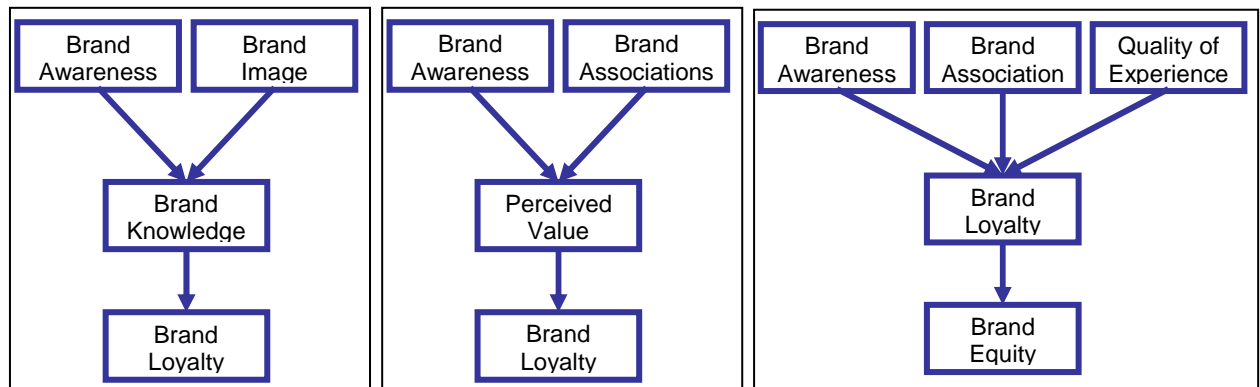 Brand
Awareness
Brand
Image
Brand
Knowledge
Brand
Loyalty
Brand
Awareness
Brand
Associations
Perceived
Value
Brand
Loyalty
Brand
Awareness
Brand
Association
Quality of
Experience
Brand
Loyalty
Brand
Equity